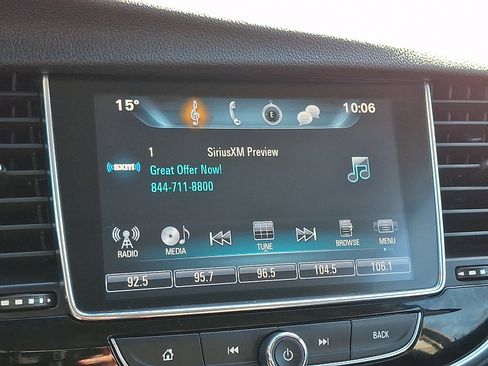 15° E 10:06
1 SiriusXM Preview
((SXM)) Great Offer Now!
844-711-8800
RADIO MEDIA TUNE BROWSE MENU
92.5 95.7 96.5 104.5 106.1
BACK